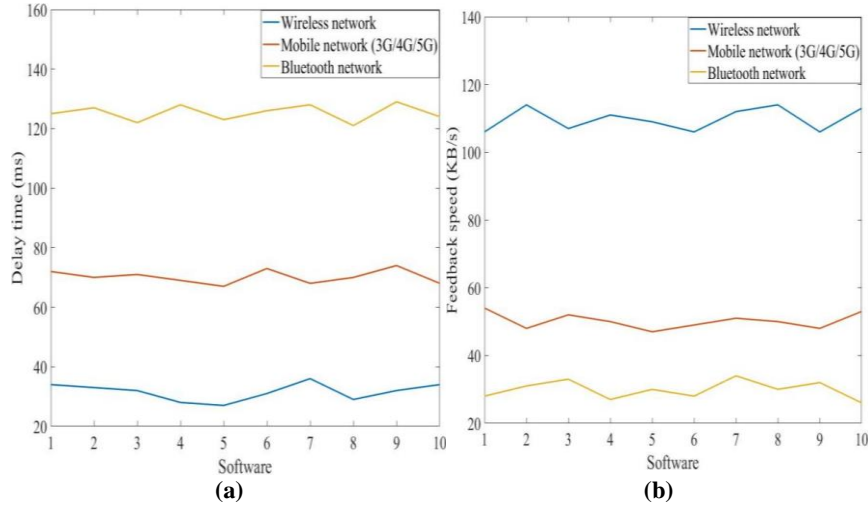 160
140
120
100
80
60
40
20
Delay time (ms)
Wireless network
Mobile network (3G/4G/5G)
Bluetooth network
1 2 3 4 5 6 7 8 9 10
Software
(a)
140
120
100
80
60
40
20
Feedback speed (KB/s)
Wireless network
Mobile network (3G/4G/5G)
Bluetooth network
1 2 3 4 5 6 7 8 9 10
Software
(b)